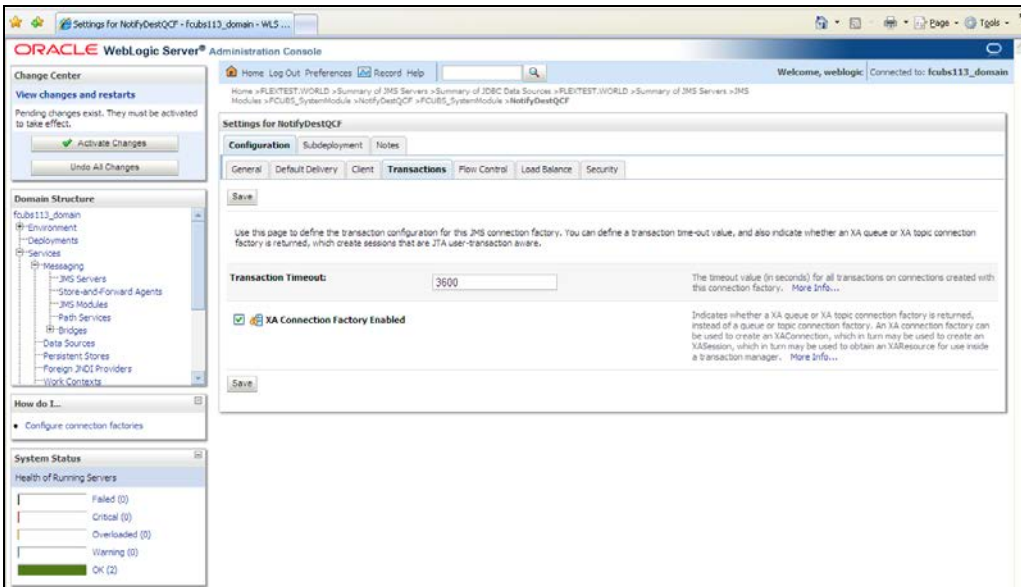 Settings for NotifyDestQCF - fcubs113_domain - WLS ...
Page
Tools
ORACLE WebLogic Server® Administration Console
Change Center
View changes and restarts
Pending changes exist. They must be activated
to take effect.
Activate Changes
Undo All Changes
Domain Structure
fcubs113_domain
Environment
Deployments
Services
Messaging
JMS Servers
Store-and-Forward Agents
JMS Modules
Path Services
Bridges
Data Sources
Persistent Stores
Foreign JNDI Providers
Work Contexts
How do I...
Configure connection factories
System Status
Health of Running Servers
Failed (0)
Critical (0)
Overloaded (0)
Warning (0)
OK (2)
Home Log Out Preferences Record Help
Welcome, weblogic Connected to: fcubs113_domain
Home >FLEXTEST.WORLD >Summary of JMS Servers >Summary of JDBC Data Sources >FLEXTEST.WORLD >Summary of JMS Servers >JMS
Modules >FCUBS_SystemModule >NotifyDestQCF >FCUBS_SystemModule >NotifyDestQCF
Settings for NotifyDestQCF
Configuration Subdeployment Notes
General Default Delivery Client Transactions Flow Control Load Balance Security
Save
Use this page to define the transaction configuration for this JMS connection factory. You can define a transaction time-out value, and also indicate whether an XA queue or XA topic connection
factory is returned, which create sessions that are JTA user-transaction aware.
Transaction Timeout:
3600
The timeout value (in seconds) for all transactions on connections created with
this connection factory. More Info...
XA Connection Factory Enabled
Indicates whether a XA queue or XA topic connection factory is returned,
instead of a queue or topic connection factory. An XA connection factory can
be used to create an XAConnection, which in turn may be used to create an
XASession, which in turn may be used to obtain an XAResource for use inside
a transaction manager. More Info...
Save